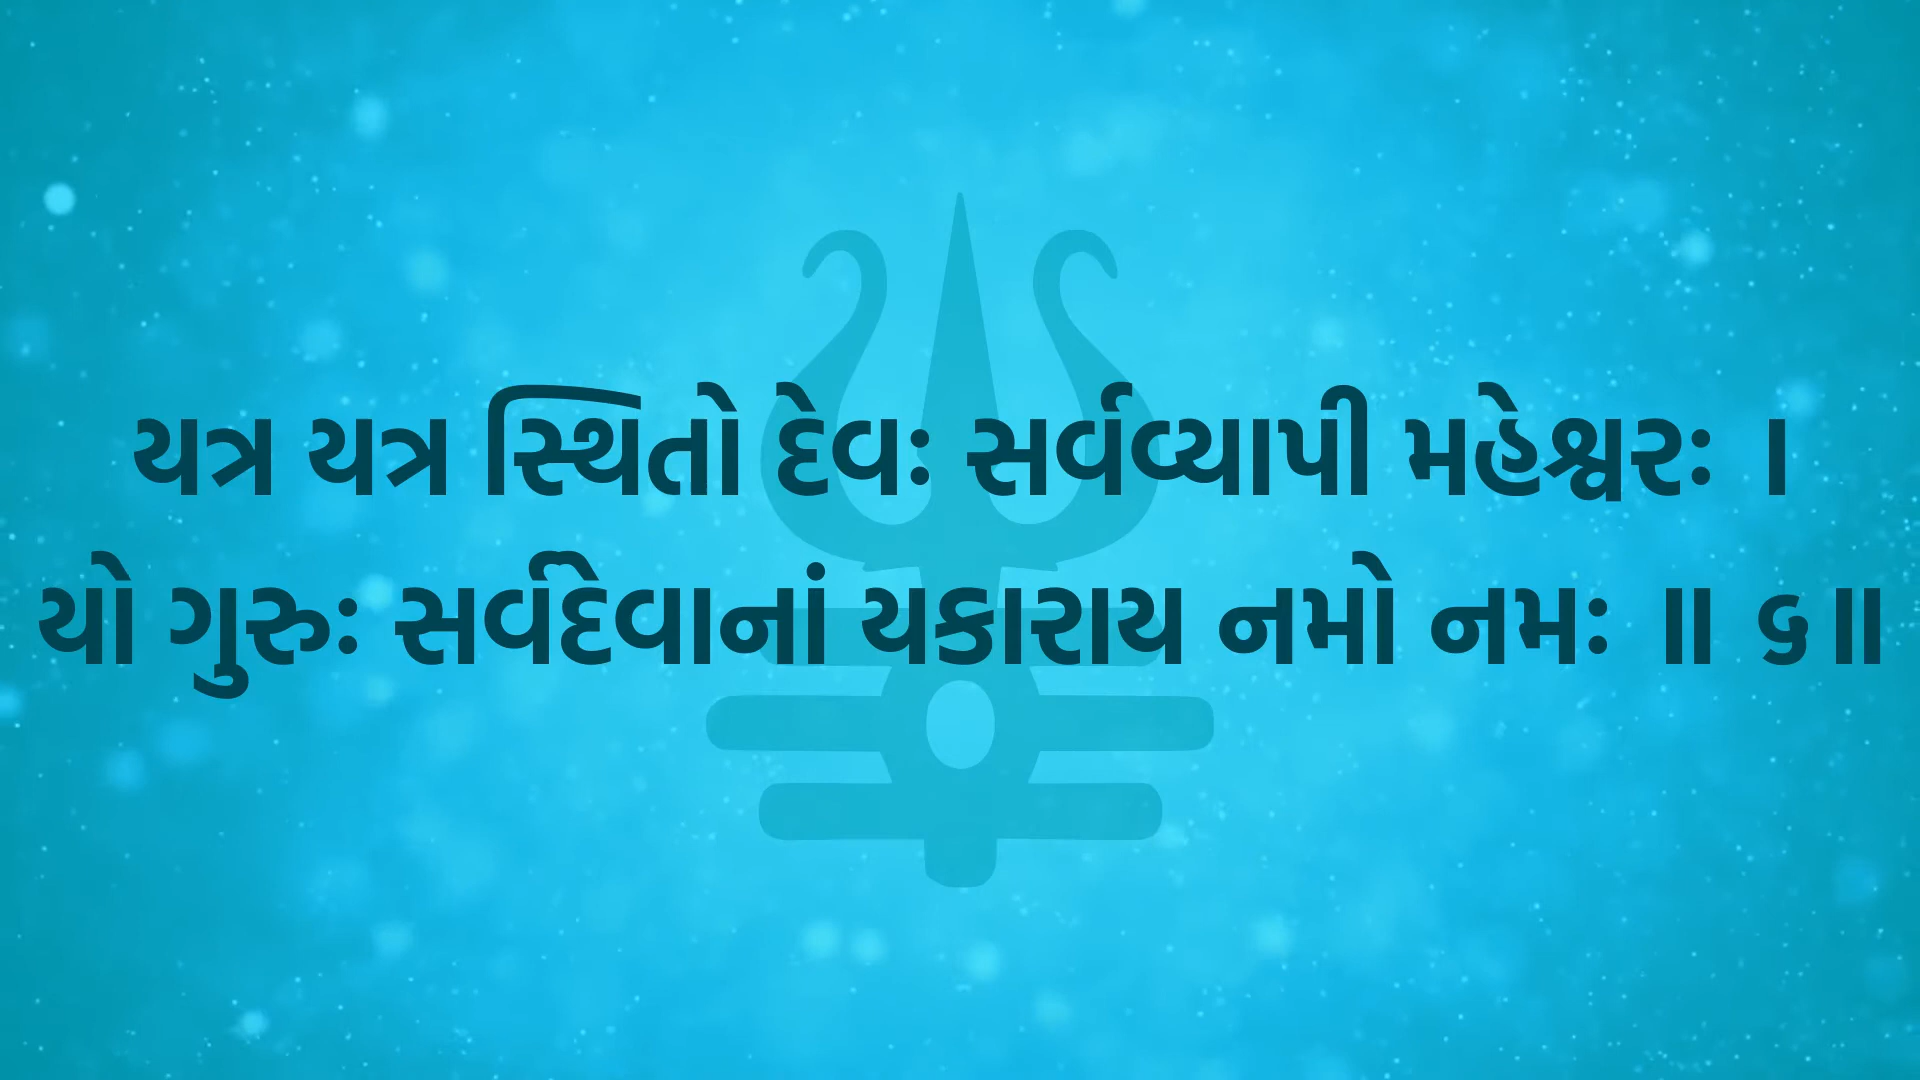 યત્ર યત્ર સ્થિતો દેવઃ સર્વવ્યાપી મહેશ્વરઃ ।
યો ગુરુઃ સર્વદેવાનાં યકારાય નમો નમઃ ॥ ૬॥